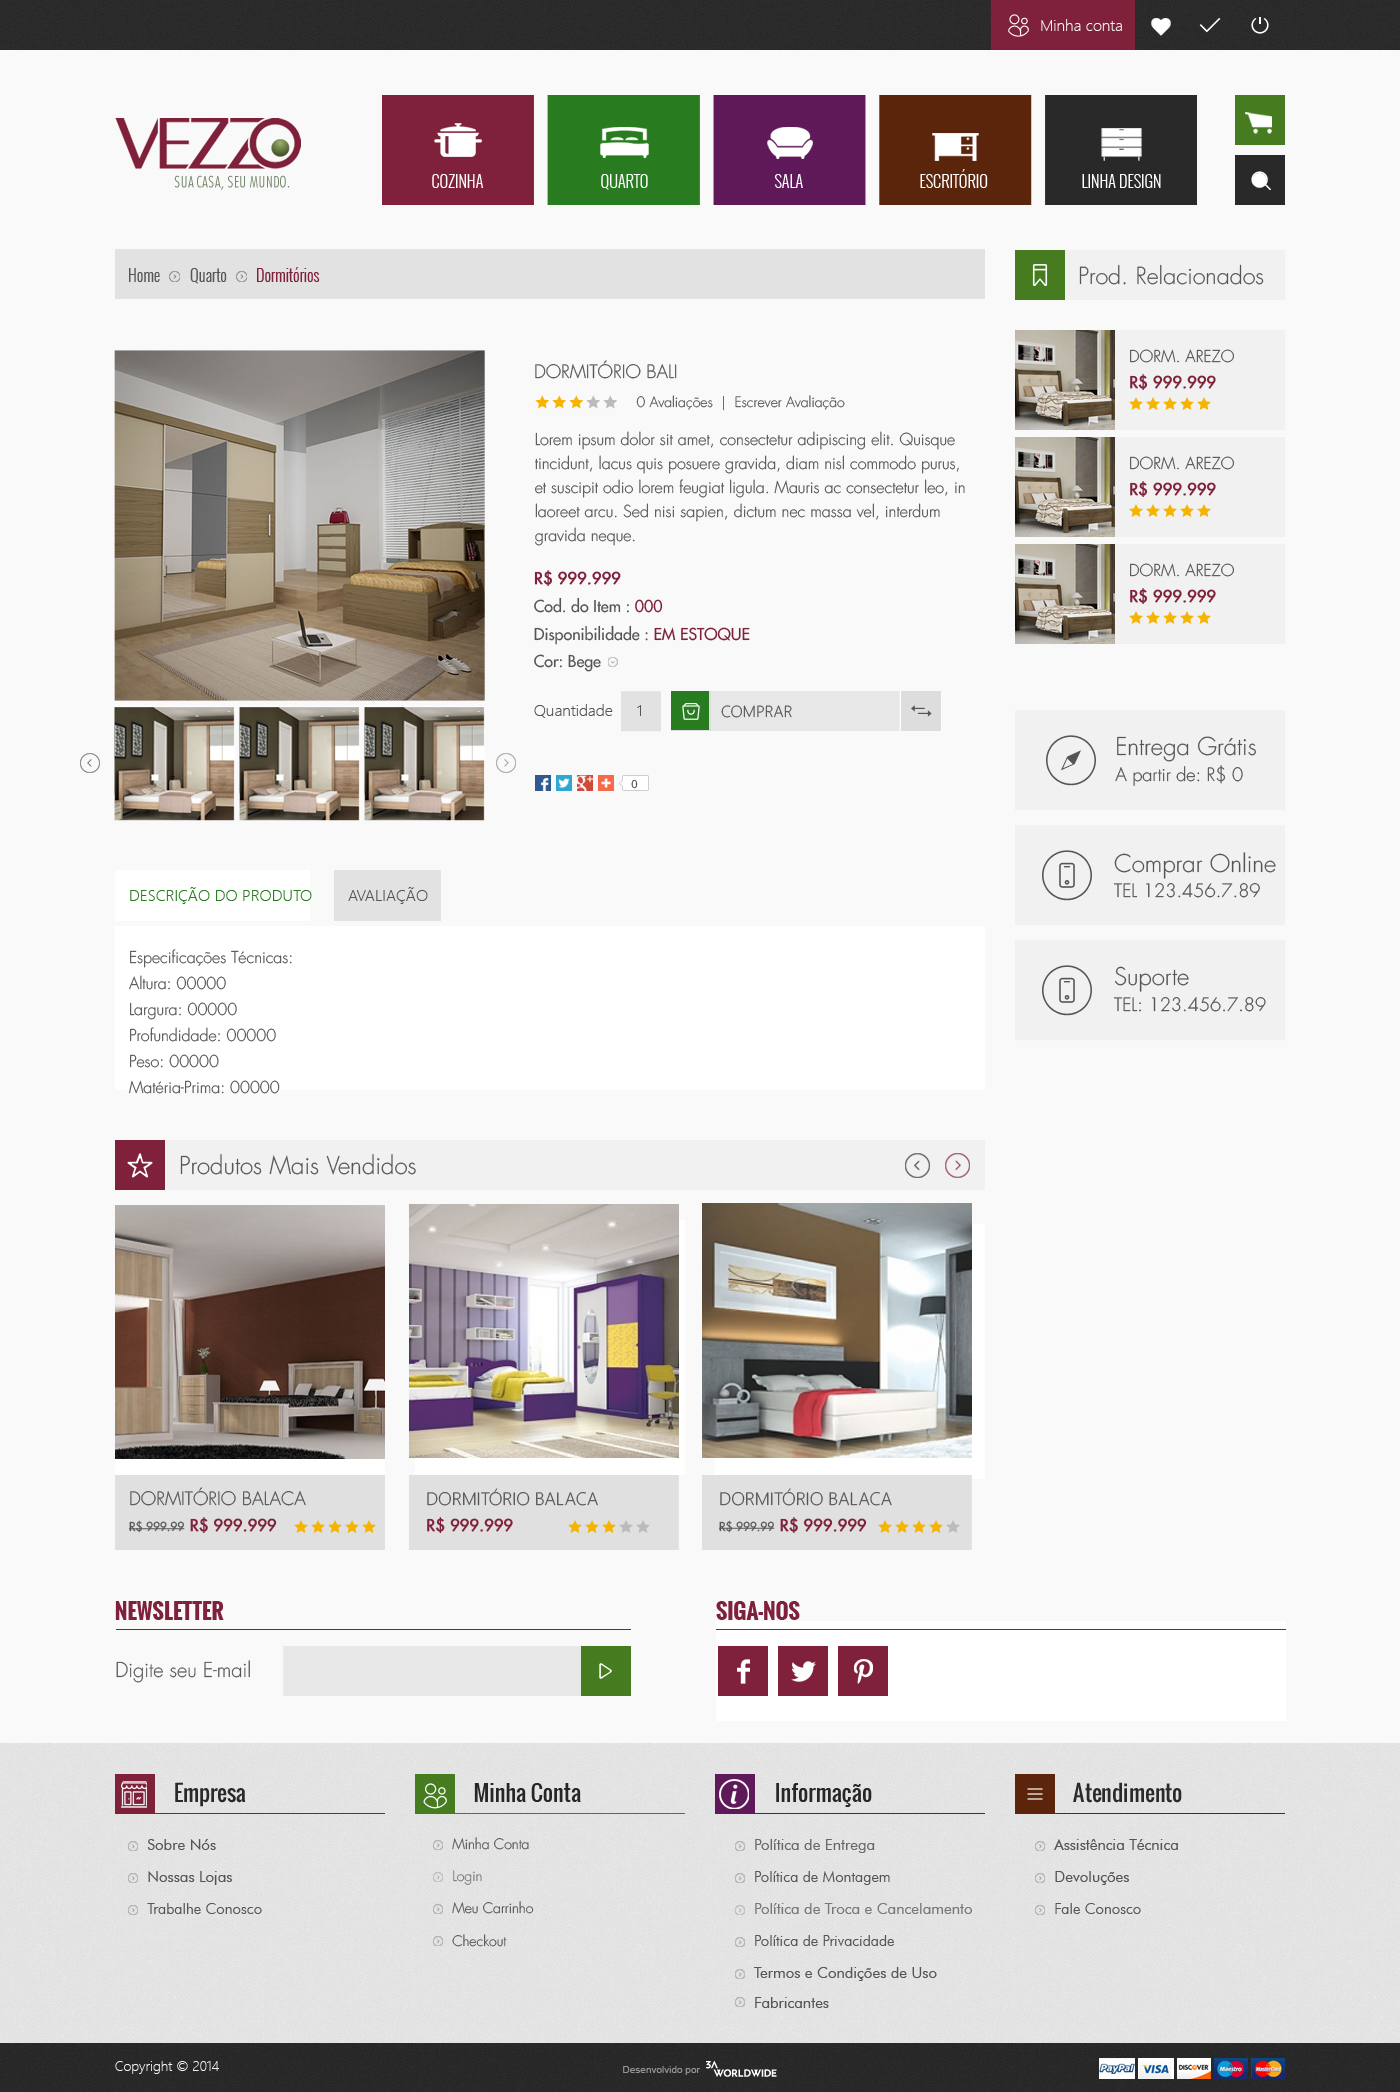 Minha conta
VEZZO
SUA CASA, SEU MUNDO.
COZINHA
QUARTO
SALA
ESCRITÓRIO
LINHA DESIGN
Home Quarto Dormitórios
DORMITÓRIO BALI
0 Avaliações | Escrever Avaliação
Lorem ipsum dolor sit amet, consectetur adipiscing elit. Quisque
tincidunt, lacus quis posuere gravida, diam nisl commodo purus,
et suscipit odio lorem feugiat ligula. Mauris ac consectetur leo, in
laoreet arcu. Sed nisi sapien, dictum nec massa vel, interdum
gravida neque.
R$ 999.999
Cod. do Item : 000
Disponibilidade : EM ESTOQUE
Cor: Bege
Quantidade 1 COMPRAR
0
Prod. Relacionados
DORM. AREZO
R$ 999.999
DORM. AREZO
R$ 999.999
DORM. AREZO
R$ 999.999
Entrega Grátis
A partir de: R$ 0
Comprar Online
TEL 123.456.7.89
Suporte
TEL: 123.456.7.89
DESCRIÇÃO DO PRODUTO
AVALIAÇÃO
Especificações Técnicas:
Altura: 00000
Largura: 00000
Profundidade: 00000
Peso: 00000
Matéria-Prima: 00000
Produtos Mais Vendidos
DORMITÓRIO BALACA
R$ 999.99 R$ 999.999
DORMITÓRIO BALACA
R$ 999.999
DORMITÓRIO BALACA
R$ 999.99 R$ 999.999
NEWSLETTER
Digite seu E-mail
SIGA-NOS
Empresa
Sobre Nós
Nossas Lojas
Trabalhe Conosco
Minha Conta
Minha Conta
Login
Meu Carrinho
Checkout
Informação
Política de Entrega
Política de Montagem
Política de Troca e Cancelamento
Política de Privacidade
Termos e Condições de Uso
Fabricantes
Atendimento
Assistência Técnica
Devoluções
Fale Conosco
Copyright © 2014
Desenvolvido por 3A WORLDWIDE
PayPal VISA DISCOVER Maestro MasterCard